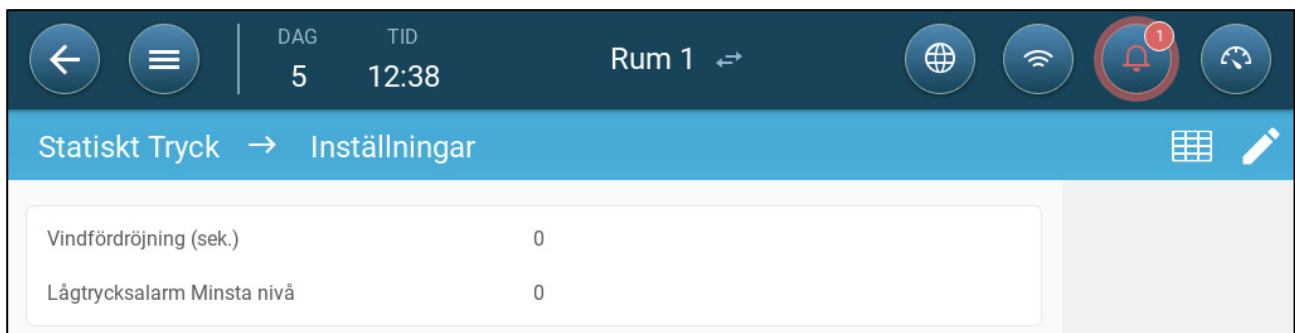 DAG TID
5 12:38
Rum 1
1
Statiskt Tryck → Inställningar
Vindfördröjning (sek.) 0
Lågtrycksalarm Minsta nivå 0